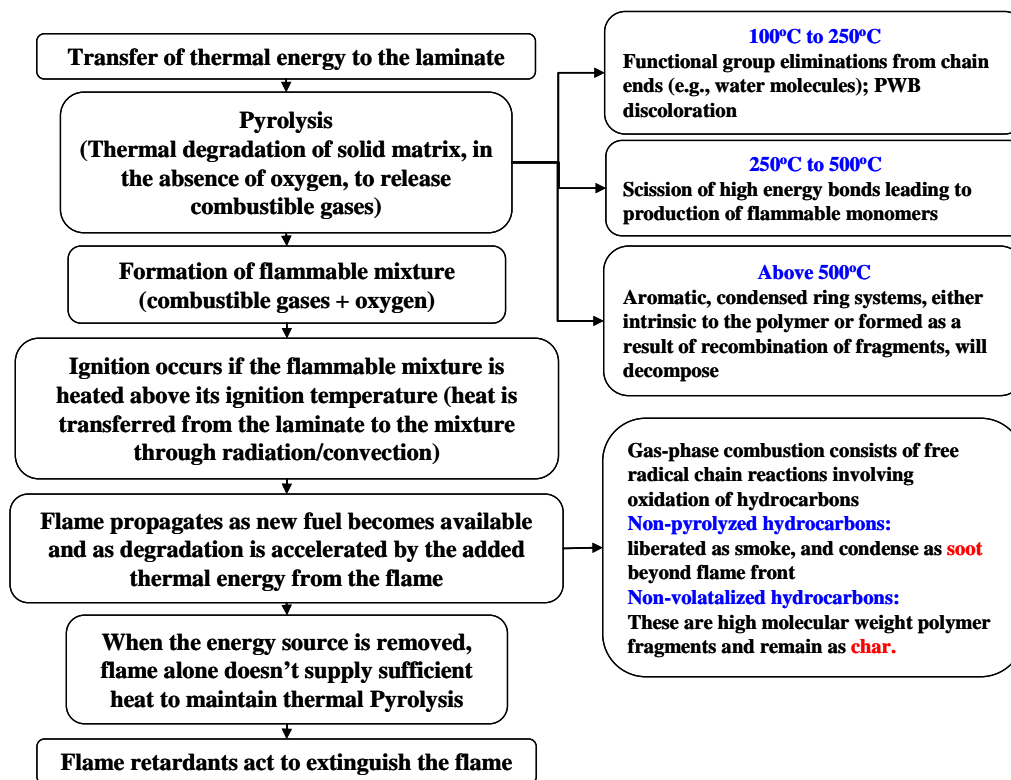 Transfer of thermal energy to the laminate
Pyrolysis
(Thermal degradation of solid matrix, in
the absence of oxygen, to release
combustible gases)
Formation of flammable mixture
(combustible gases + oxygen)
Ignition occurs if the flammable mixture is
heated above its ignition temperature (heat is
transferred from the laminate to the mixture
through radiation/convection)
Flame propagates as new fuel becomes available
and as degradation is accelerated by the added
thermal energy from the flame
When the energy source is removed,
flame alone doesn't supply sufficient
heat to maintain thermal Pyrolysis
Flame retardants act to extinguish the flame
100°C to 250°C
Functional group eliminations from chain
ends (e.g., water molecules); PWB
discoloration
250°C to 500°C
Scission of high energy bonds leading to
production of flammable monomers
Above 500°C
Aromatic, condensed ring systems, either
intrinsic to the polymer or formed as a
result of recombination of fragments, will
decompose
Gas-phase combustion consists of free
radical chain reactions involving
oxidation of hydrocarbons
Non-pyrolyzed hydrocarbons:
liberated as smoke, and condense as soot
beyond flame front
Non-volatalized hydrocarbons:
These are high molecular weight polymer
fragments and remain as char.